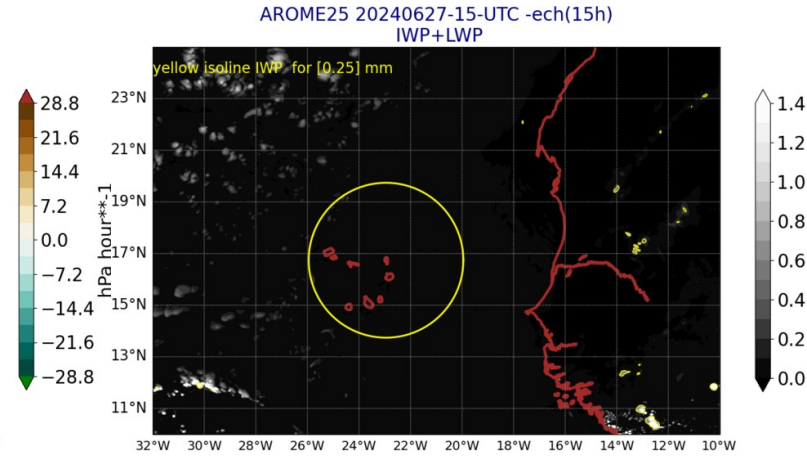 AROME25 20240627-15-UTC -ech(15h)
IWP+LWP
yellow isoline IWP  for [0.25] mm
28.8
21.6
14.4
7.2
0.0
−7.2
−14.4
−21.6
−28.8
hPa hour**-1
23°N
21°N
19°N
17°N
15°N
13°N
11°N
32°W 30°W 28°W 26°W 24°W 22°W 20°W 18°W 16°W 14°W 12°W 10°W
1.4
1.2
1.0
0.8
0.6
0.4
0.2
0.0